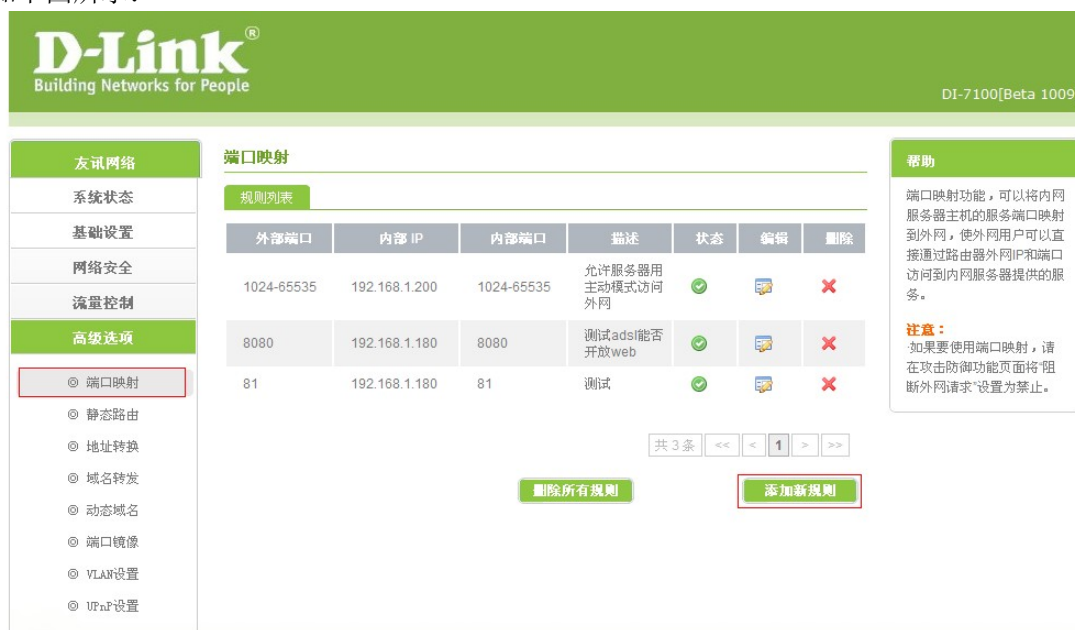 D-Link®
Building Networks for People
DI-7100[Beta 1009
友讯网络
系统状态
基础设置
网络安全
流量控制
高级选项
◎ 端口映射
◎ 静态路由
◎ 地址转换
◎ 域名转发
◎ 动态域名
◎ 端口镜像
◎ VLAN设置
◎ UPnP设置
端口映射
规则列表
外部端口 内部 IP 内部端口 描述 状态 编辑 删除
1024-65535 192.168.1.200 1024-65535 允许服务器用
主动模式访问
外网
8080 192.168.1.180 8080 测试adsl能否
开放web
81 192.168.1.180 81 测试
共 3 条 << < 1 > >>
删除所有规则 添加新规则
帮助
端口映射功能，可以将内网
服务器主机的服务端口映射
到外网，使外网用户可以直
接通过路由器外网IP和端口
访问到内网服务器提供的服
务。
注意：
·如果要使用端口映射，请
在攻击防御功能页面将“阻
断外网请求”设置为禁止。